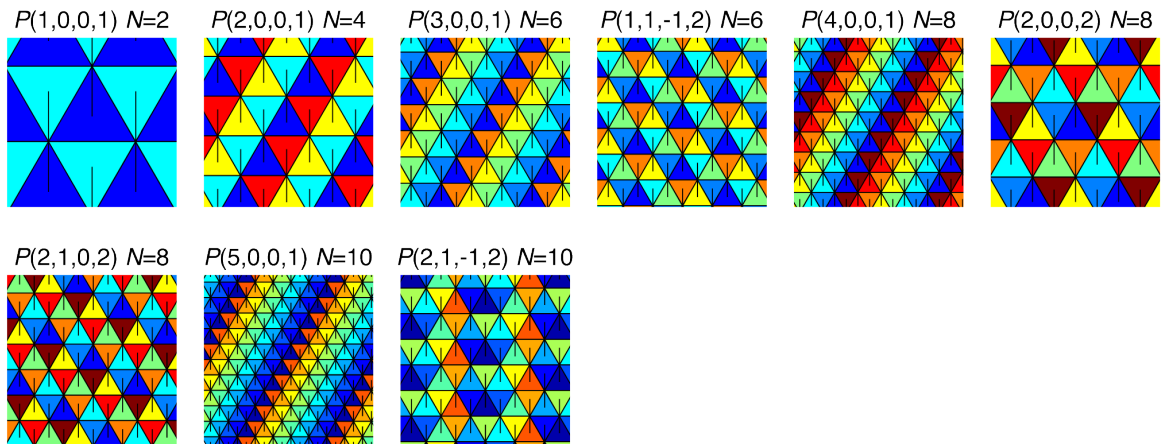 P(1,0,0,1) N=2
P(2,0,0,1) N=4
P(3,0,0,1) N=6
P(1,1,-1,2) N=6
P(4,0,0,1) N=8
P(2,0,0,2) N=8
P(2,1,0,2) N=8
P(5,0,0,1) N=10
P(2,1,-1,2) N=10